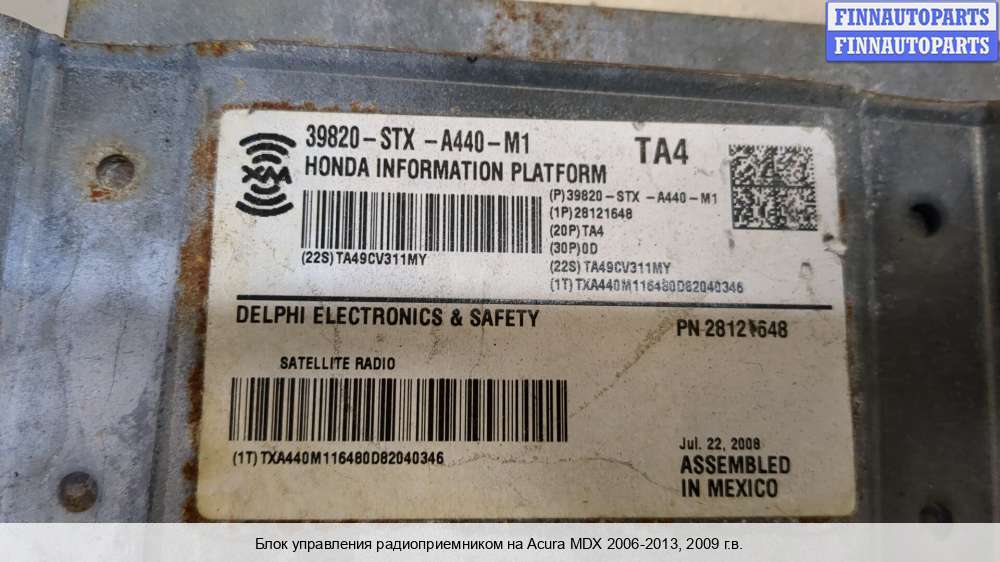 FINNAUTOPARTS
FINNAUTOPARTS
XM
39820-STX -A440-M1
HONDA INFORMATION PLATFORM
TA4
(22S) TA49CV311MY
(P)39820-STX -A440-M1
(1P)28121648
(20P)TA4
(30P)0D
(22S) TA49CV311MY
(1T) TXA440M116480D82040346
DELPHI ELECTRONICS & SAFETY
PN 28121648
SATELLITE RADIO
(1T) TXA440M116480D82040346
Jul. 22, 2008
ASSEMBLED
IN MEXICO
Блок управления радиоприемником на Acura MDX 2006-2013, 2009 г.в.